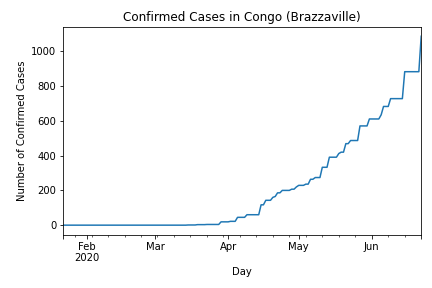 Confirmed Cases in Congo (Brazzaville)
Number of Confirmed Cases
1000
800
600
400
200
0
Feb
2020
Mar
Apr
May
Jun
Day